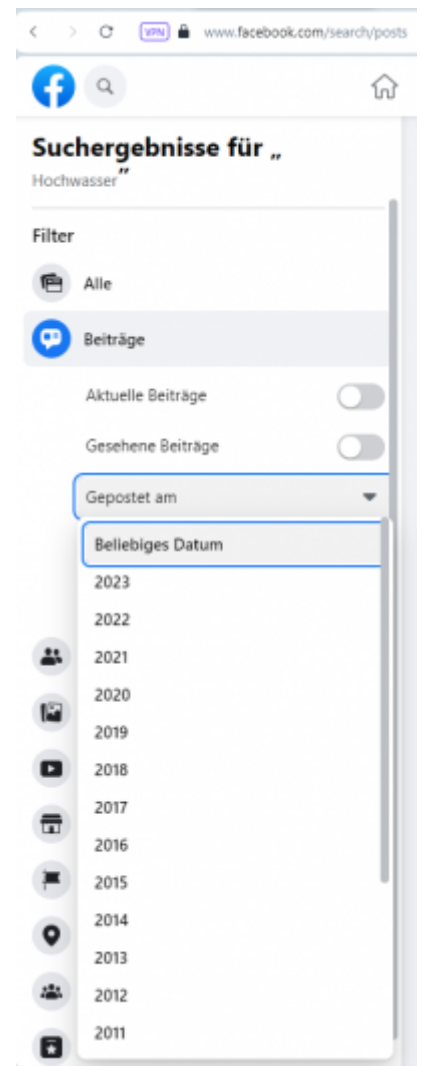 VPN www.facebook.com/search/posts
Suchergebnisse für „
Hochwasser”
Filter
Alle
Beiträge
Aktuelle Beiträge
Gesehene Beiträge
Gepostet am
Beliebiges Datum
2023
2022
2021
2020
2019
2018
2017
2016
2015
2014
2013
2012
2011